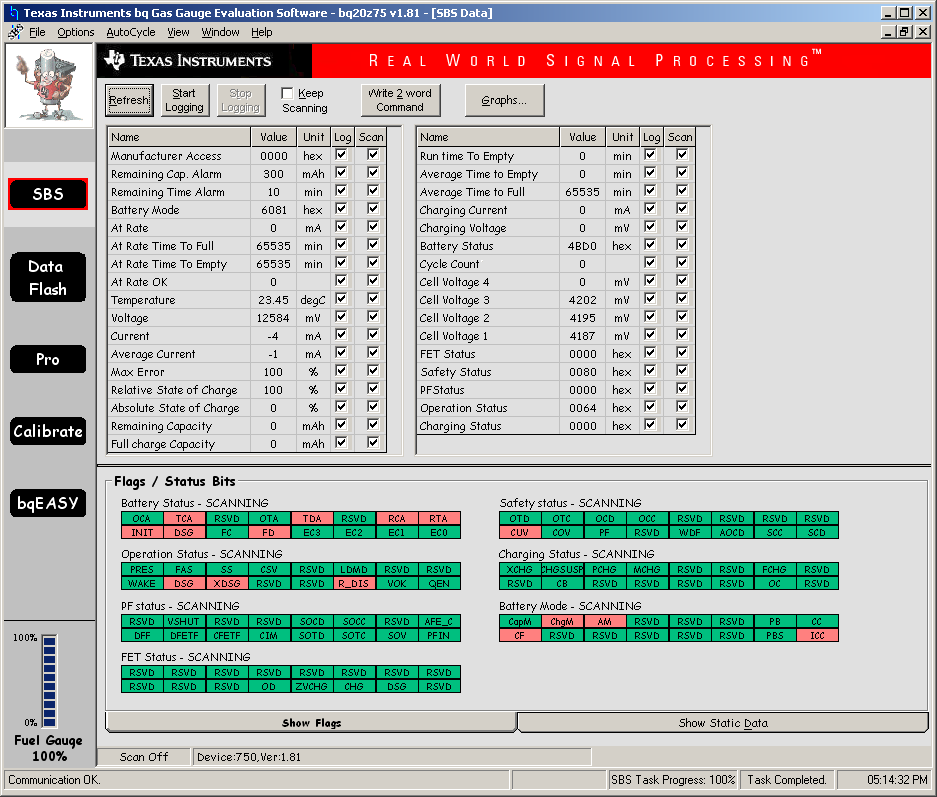 Texas Instruments bq Gas Gauge Evaluation Software - bq20z75 v1.81 - [SBS Data]
File Options AutoCycle View Window Help
TEXAS INSTRUMENTS REAL WORLD SIGNAL PROCESSING™
Refresh Start Logging Stop Logging Keep Scanning Write 2 word Command Graphs...
Name Value Unit Log Scan
Manufacturer Access 0000 hex
Remaining Cap. Alarm 300 mAh
Remaining Time Alarm 10 min
Battery Mode 6081 hex
At Rate 0 mA
At Rate Time To Full 65535 min
At Rate Time To Empty 65535 min
At Rate OK 0
Temperature 23.45 degC
Voltage 12584 mV
Current -4 mA
Average Current -1 mA
Max Error 100 %
Relative State of Charge 100 %
Absolute State of Charge 0 %
Remaining Capacity 0 mAh
Full charge Capacity 0 mAh
Name Value Unit Log Scan
Run time To Empty 0 min
Average Time to Empty 0 min
Average Time to Full 65535 min
Charging Current 0 mA
Charging Voltage 0 mV
Battery Status 4BD0 hex
Cycle Count 0
Cell Voltage 4 0 mV
Cell Voltage 3 4202 mV
Cell Voltage 2 4195 mV
Cell Voltage 1 4187 mV
FET Status 0000 hex
Safety Status 0080 hex
PFStatus 0000 hex
Operation Status 0064 hex
Charging Status 0000 hex
SBS
Data
Flash
Pro
Calibrate
bqEASY
100%
0%
Fuel Gauge
100%
Flags / Status Bits
Battery Status - SCANNING
OCA TCA RSVD OTA TDA RSVD RCA RTA
INIT DSG FC FD EC3 EC2 EC1 EC0
Operation Status - SCANNING
PRES FAS SS CSV RSVD LDMD RSVD RSVD
WAKE DSG XDSG RSVD RSVD R_DIS VOK QEN
PF status - SCANNING
RSVD VSHUT RSVD RSVD SOCD SOCC RSVD AFE_C
DFF DFETF CFETF CIM SOTD SOTC SOV PFIN
FET Status - SCANNING
RSVD RSVD RSVD RSVD RSVD RSVD RSVD RSVD
RSVD RSVD RSVD OD ZVCHG CHG DSG RSVD
Safety status - SCANNING
OTD OTC OCD OCC RSVD RSVD RSVD RSVD
CUV COV PF RSVD WDF AOCD SCC SCD
Charging Status - SCANNING
XCHG CHGSUSP PCHG MCHG RSVD RSVD FCHG RSVD
RSVD CB RSVD RSVD RSVD RSVD OC RSVD
Battery Mode - SCANNING
CapM ChgM AM RSVD RSVD RSVD PB CC
CF RSVD RSVD RSVD RSVD RSVD PBS ICC
Show Flags Show Static Data
Scan Off Device:750,Ver:1.81
Communication OK. SBS Task Progress: 100% Task Completed. 05:14:32 PM